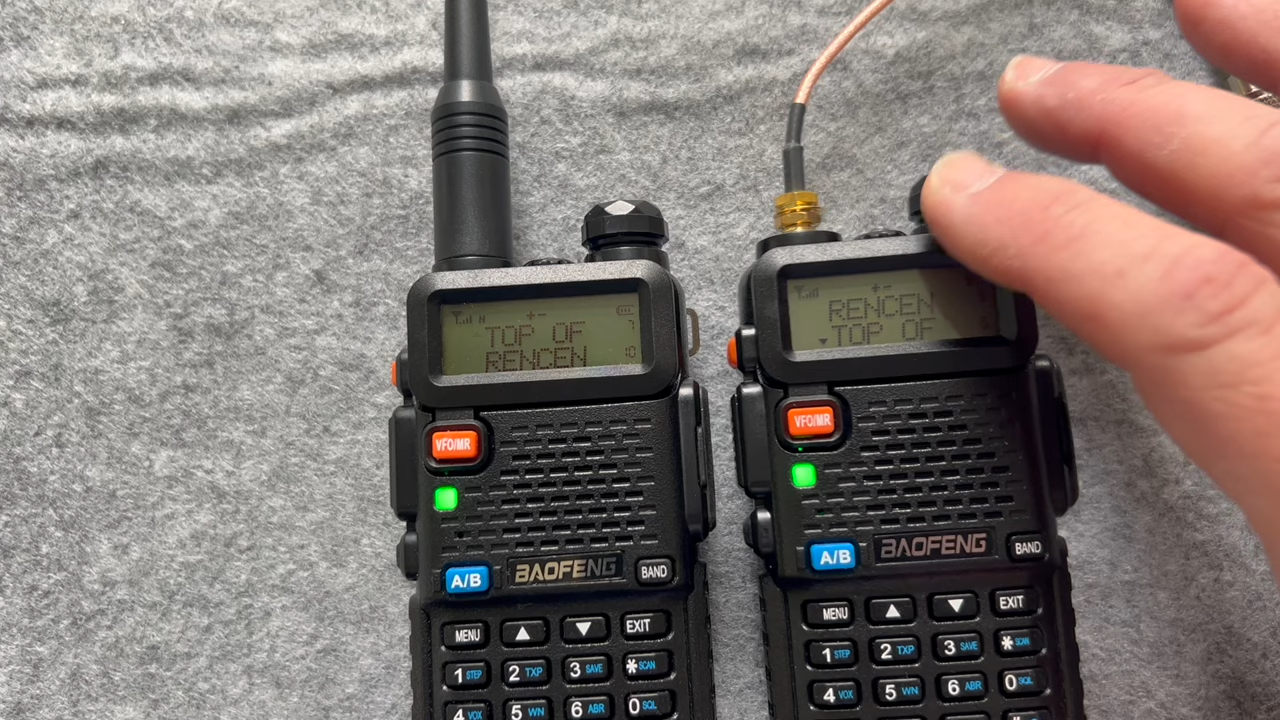 N + -
TOP OF 7
RENCEN 10
VFO/MR
A/B BAOFENG BAND
MENU ▲ ▼ EXIT
1 STEP 2 TXP 3 SAVE * SCAN
4 VOX 5 WN 6 ABR 0 SQL
+ -
RENCEN
TOP OF
VFO/MR
A/B BAOFENG BAND
MENU ▲ ▼ EXIT
1 STEP 2 TXP 3 SAVE * SCAN
4 VOX 5 WN 6 ABR 0 SQL